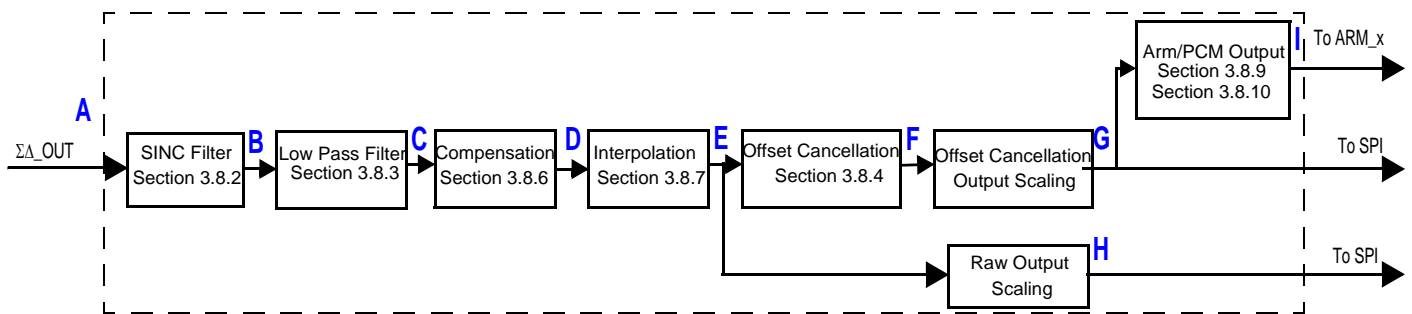 A
ΣΔ_OUT
SINC Filter
Section 3.8.2
B
Low Pass Filter
Section 3.8.3
C
Compensation
Section 3.8.6
D
Interpolation
Section 3.8.7
E
Offset Cancellation
Section 3.8.4
F
Offset Cancellation
Output Scaling
G
Arm/PCM Output
Section 3.8.9
Section 3.8.10
I
To ARM_x
To SPI
Raw Output
Scaling
H
To SPI